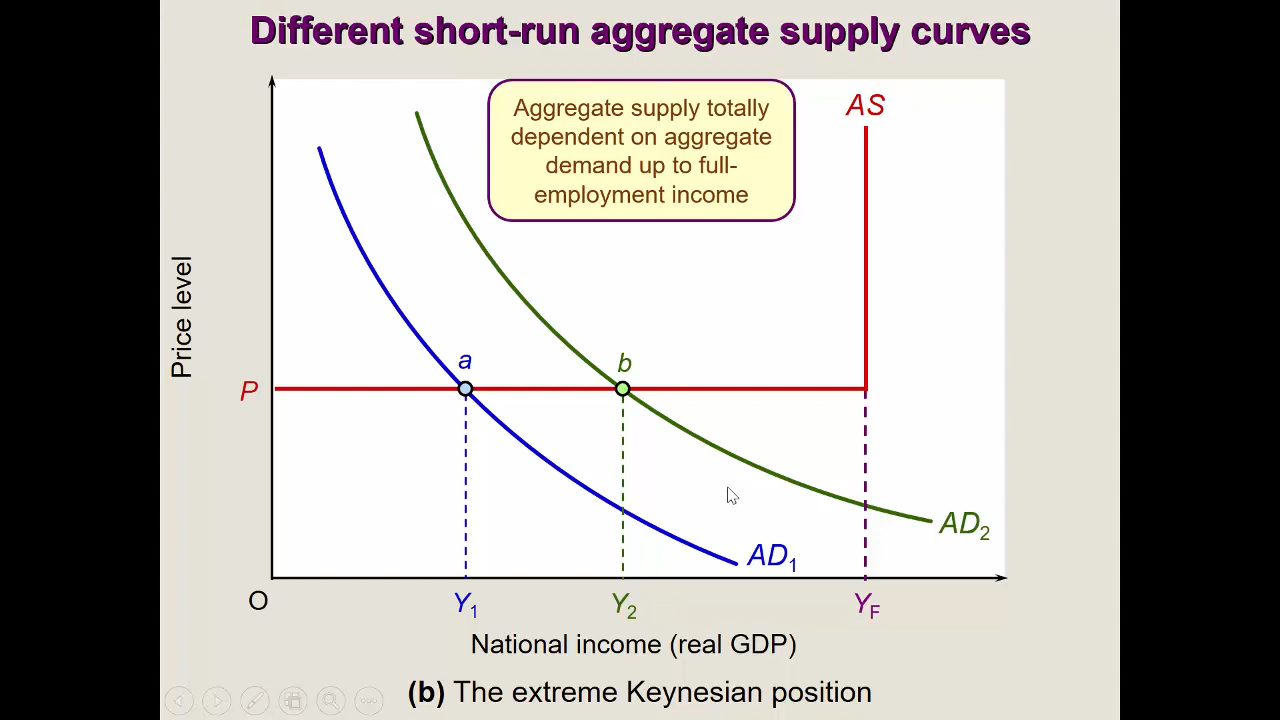 Different short-run aggregate supply curves
Aggregate supply totally
dependent on aggregate
demand up to full-
employment income
AS
Price level
a
b
P
AD2
AD1
O
Y1
Y2
YF
National income (real GDP)
(b) The extreme Keynesian position